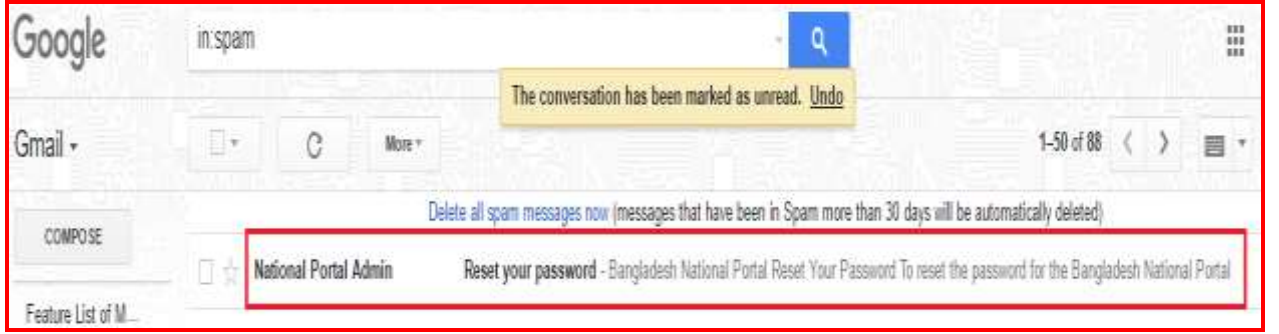 Google
in:spam
The conversation has been marked as unread. Undo
Gmail
More
1–50 of 88
Delete all spam messages now (messages that have been in Spam more than 30 days will be automatically deleted)
COMPOSE
National Portal Admin Reset your password - Bangladesh National Portal Reset Your Password To reset the password for the Bangladesh National Portal
Feature List of M...